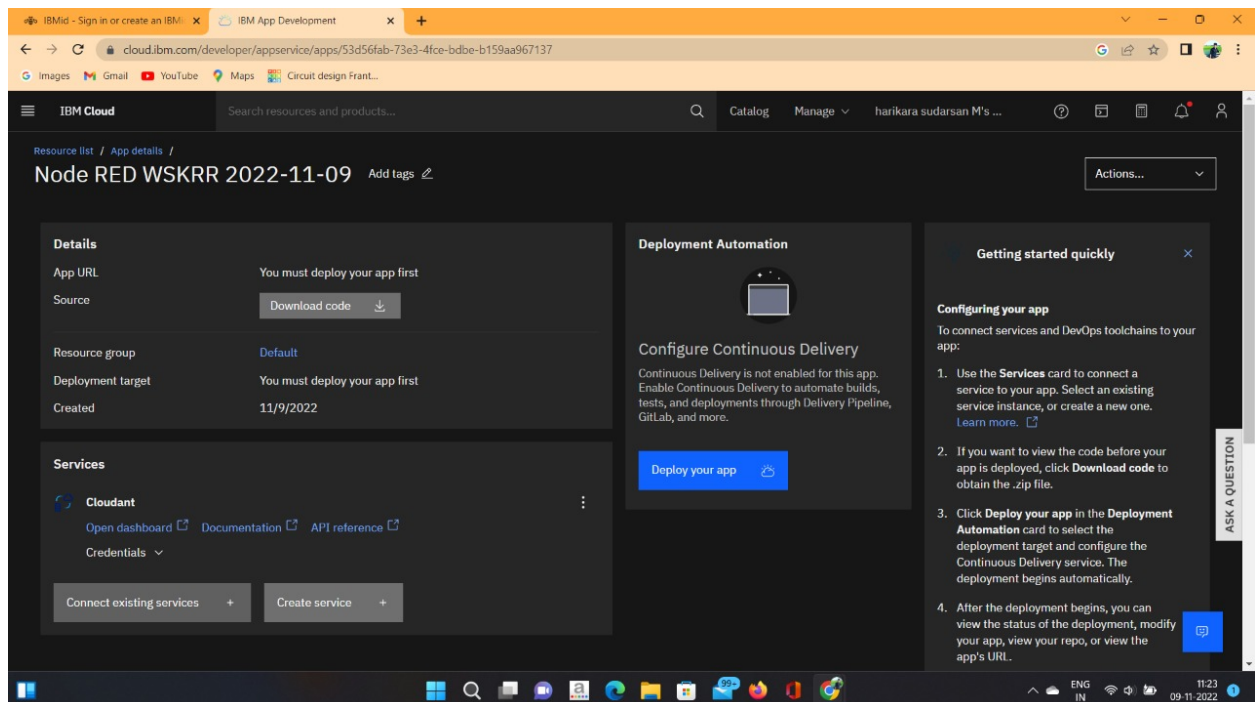 IBMid - Sign in or create an IBM
IBM App Development
cloud.ibm.com/developer/appservice/apps/53d56fab-73e3-4fce-bdbe-b159aa967137
Images
Gmail
YouTube
Maps
Circuit design Frant...
IBM Cloud
Search resources and products...
Catalog
Manage
harikara sudarsan M's ...
Resource list / App details /
Node RED WSKRR 2022-11-09
Add tags
Actions...
Details
App URL
You must deploy your app first
Source
Download code
Resource group
Default
Deployment target
You must deploy your app first
Created
11/9/2022
Services
Cloudant
Open dashboard
Documentation
API reference
Credentials
Connect existing services +
Create service +
Deployment Automation
Configure Continuous Delivery
Continuous Delivery is not enabled for this app.
Enable Continuous Delivery to automate builds,
tests, and deployments through Delivery Pipeline,
GitLab, and more.
Deploy your app
Getting started quickly
Configuring your app
To connect services and DevOps toolchains to your
app:
1. Use the Services card to connect a
service to your app. Select an existing
service instance, or create a new one.
Learn more.
2. If you want to view the code before your
app is deployed, click Download code to
obtain the .zip file.
3. Click Deploy your app in the Deployment
Automation card to select the
deployment target and configure the
Continuous Delivery service. The
deployment begins automatically.
4. After the deployment begins, you can
view the status of the deployment, modify
your app, view your repo, or view the
app's URL.
ASK A QUESTION
99+
ENG
IN
11:23
09-11-2022
1